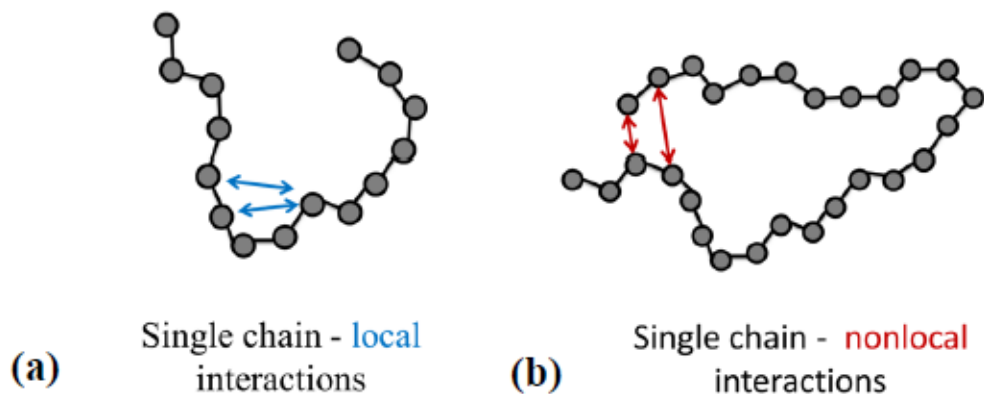 Single chain - local
(a) interactions
Single chain - nonlocal
(b) interactions